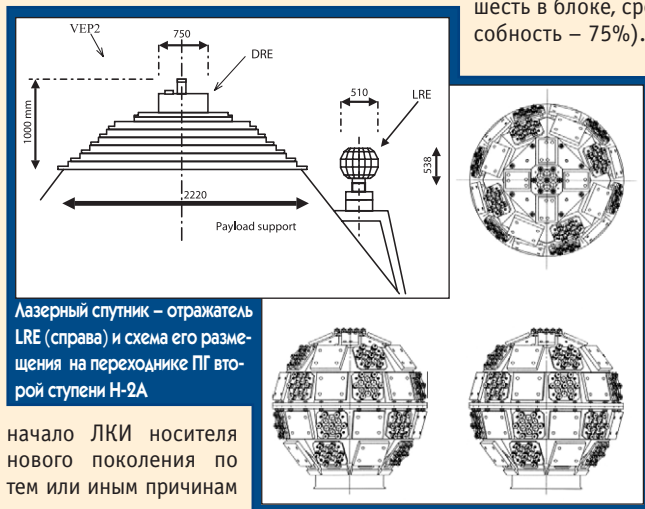 шесть в блоке, сре
собность – 75%).
VEP2
750
DRE
1000 mm
510
LRE
538
2220
Payload support
Лазерный спутник – отражатель
LRE (справа) и схема его разме-
щения на переходнике ПГ вто-
рой ступени Н-2А
начало ЛКИ носителя
нового поколения по
тем или иным причинам